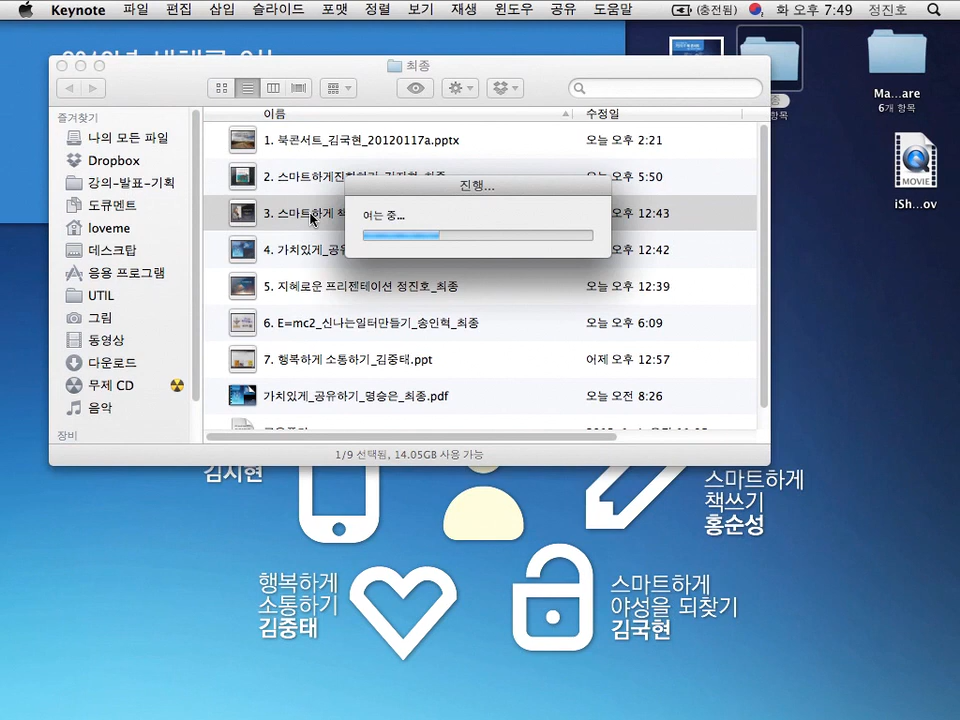 Keynote 파일 편집 삽입 슬라이드 포맷 정렬 보기 재생 윈도우 공유 도움말 (충전됨) 화 오후 7:49 정진호
최종
즐겨찾기
나의 모든 파일
Dropbox
강의-발표-기획
도큐멘트
loveme
데스크탑
응용 프로그램
UTIL
그림
동영상
다운로드
무제 CD
음악
장비
이름 수정일
1. 북콘서트_김국현_20120117a.pptx 오늘 오후 2:21
오늘 오후 5:50
3. 스마트하게 오늘 오후 12:43
4. 가치있게_공유 오늘 오후 12:42
5. 지혜로운 프리젠테이션 정진호_최종 오늘 오후 12:39
6. E=mc2_신나는일터만들기_송인혁_최종 오늘 오후 6:09
7. 행복하게 소통하기_김중태.ppt 어제 오후 12:57
가치있게_공유하기_명승은_최종.pdf 오늘 오전 8:26
1/9 선택됨, 14.05GB 사용 가능
진행...
여는 중...
Ma...are
6개 항목
MOVIE
iSh...ov
김지현
스마트하게
책쓰기
홍순성
행복하게
소통하기
김중태
스마트하게
야성을 되찾기
김국현